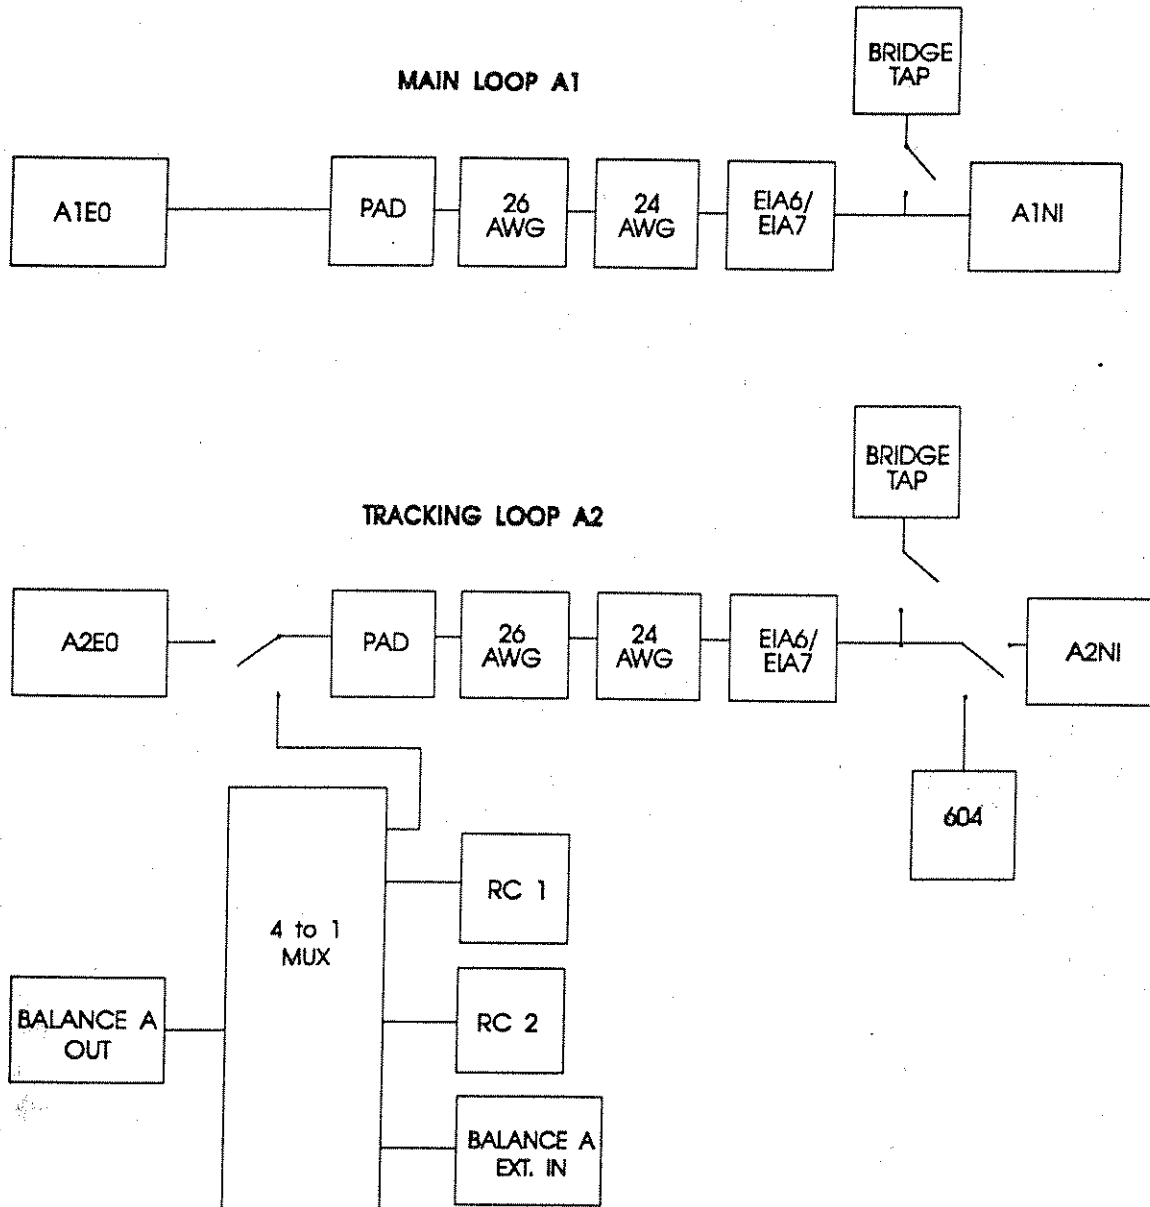 BRIDGE
TAP
MAIN LOOP A1
A1E0
PAD
26
AWG
24
AWG
EIA6/
EIA7
A1NI
BRIDGE
TAP
TRACKING LOOP A2
A2E0
PAD
26
AWG
24
AWG
EIA6/
EIA7
A2NI
604
RC 1
4 to 1
MUX
BALANCE A
OUT
RC 2
BALANCE A
EXT. IN